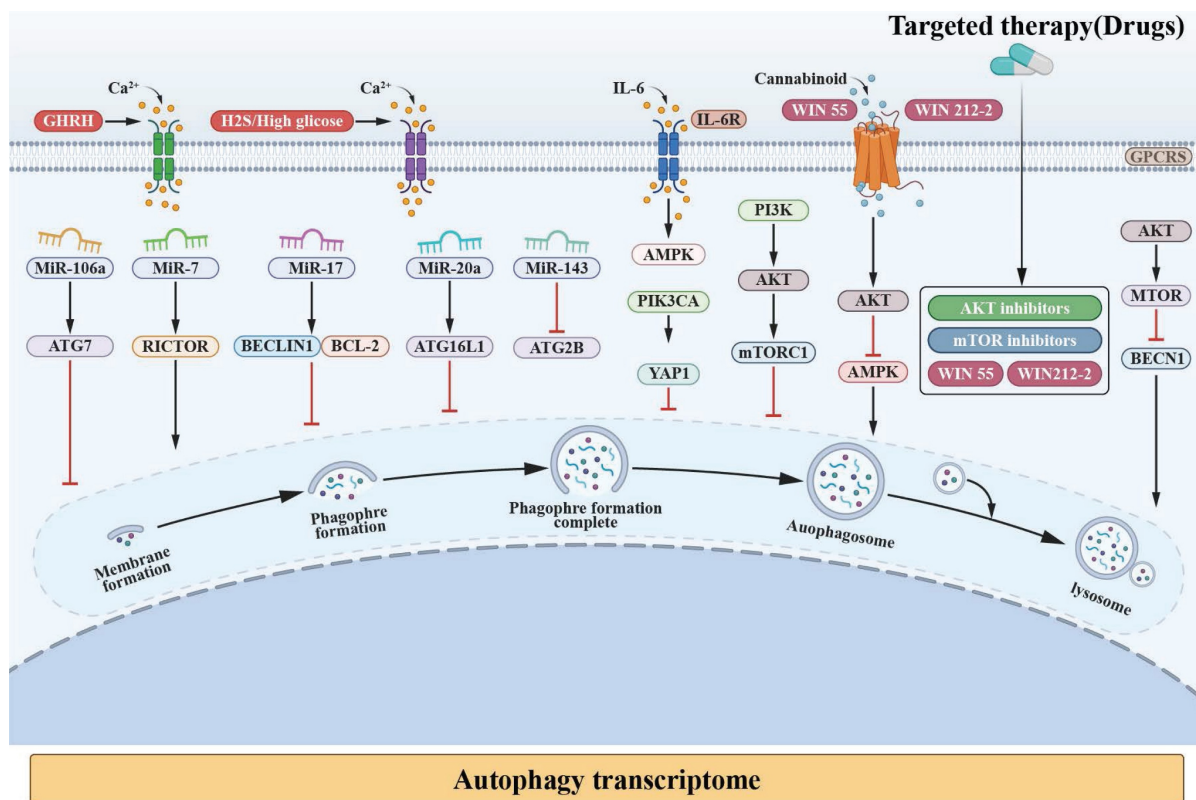 Targeted therapy(Drugs)
Ca²⁺
Ca²⁺
IL-6
Cannabinoid
GHRH
H2S/High glicose
IL-6R
WIN 55
WIN 212-2
GPCRS
MiR-106a
MiR-7
MiR-17
MiR-20a
MiR-143
AMPK
PI3K
AKT
ATG7
RICTOR
BECLIN1
BCL-2
ATG16L1
ATG2B
PIK3CA
YAP1
AKT
mTORC1
AKT
AMPK
AKT inhibitors
mTOR inhibitors
WIN 55
WIN212-2
MTOR
BECN1
Membrane
formation
Phagophre
formation
Phagophre formation
complete
Auophagosome
lysosome
Autophagy transcriptome